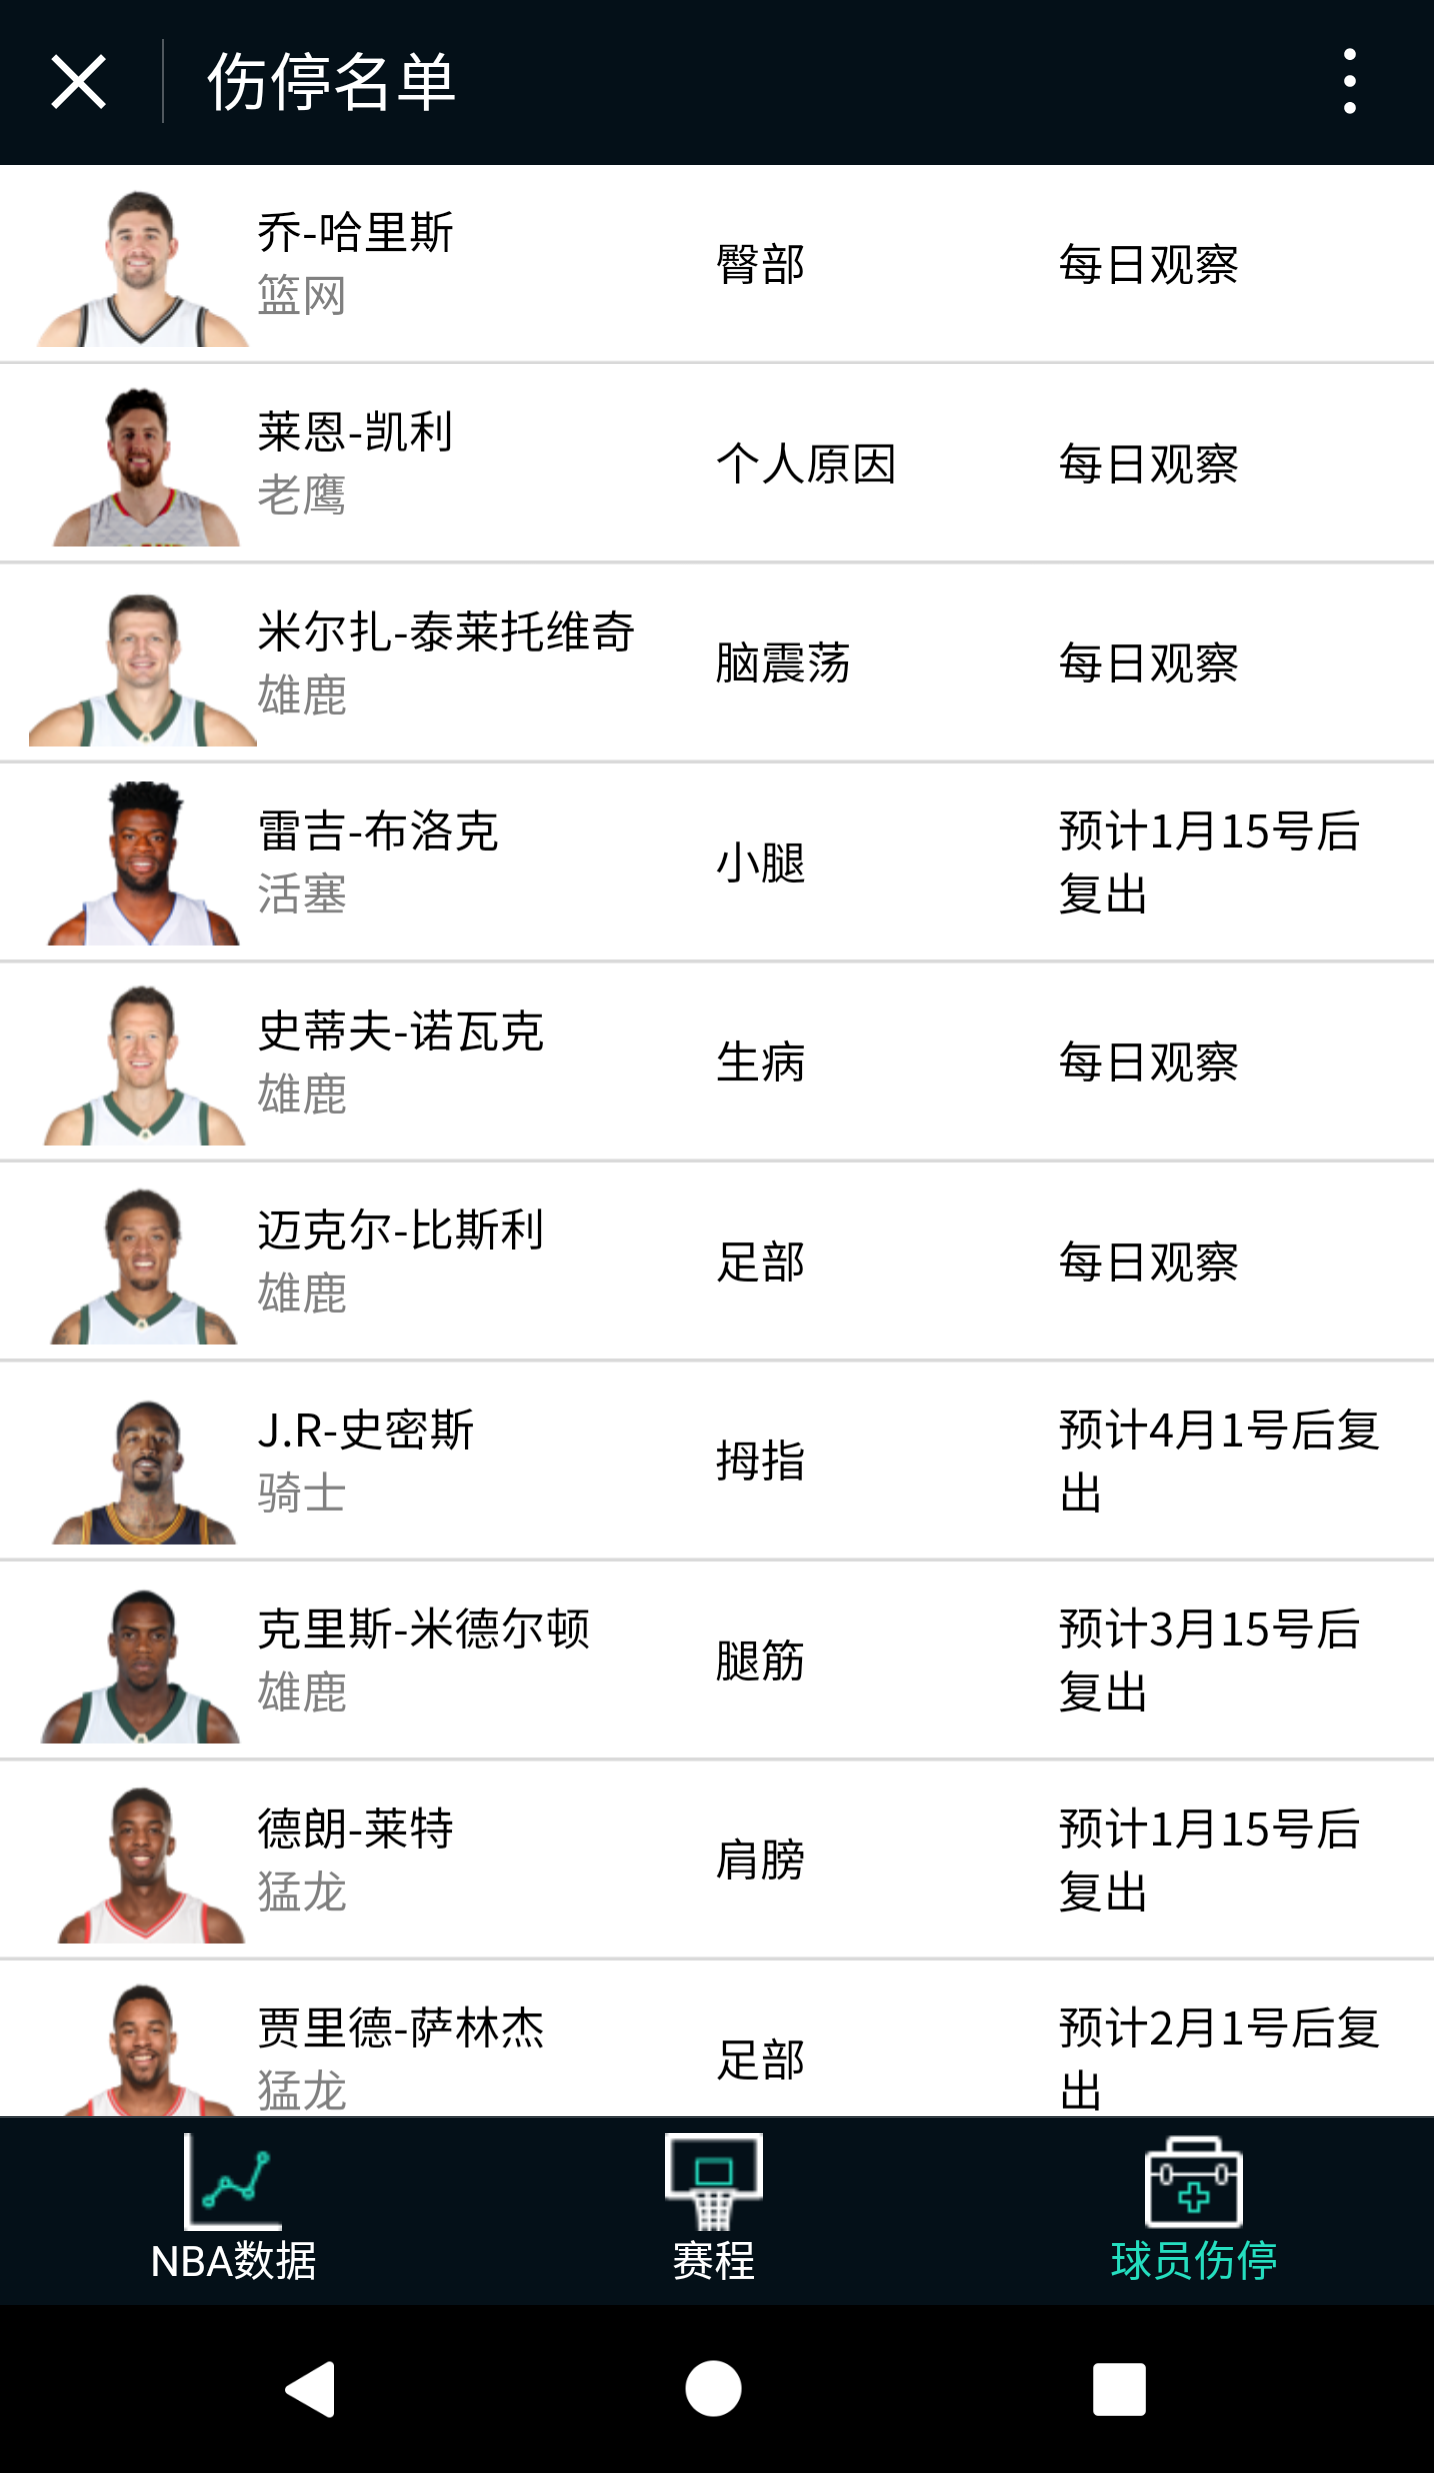 伤停名单
乔-哈里斯
篮网
臀部
每日观察
莱恩-凯利
老鹰
个人原因
每日观察
米尔扎-泰莱托维奇
雄鹿
脑震荡
每日观察
雷吉-布洛克
活塞
小腿
预计1月15号后
复出
史蒂夫-诺瓦克
雄鹿
生病
每日观察
迈克尔-比斯利
雄鹿
足部
每日观察
J.R-史密斯
骑士
拇指
预计4月1号后复
出
克里斯-米德尔顿
雄鹿
腿筋
预计3月15号后
复出
德朗-莱特
猛龙
肩膀
预计1月15号后
复出
贾里德-萨林杰
猛龙
足部
预计2月1号后复
出
NBA数据
赛程
球员伤停